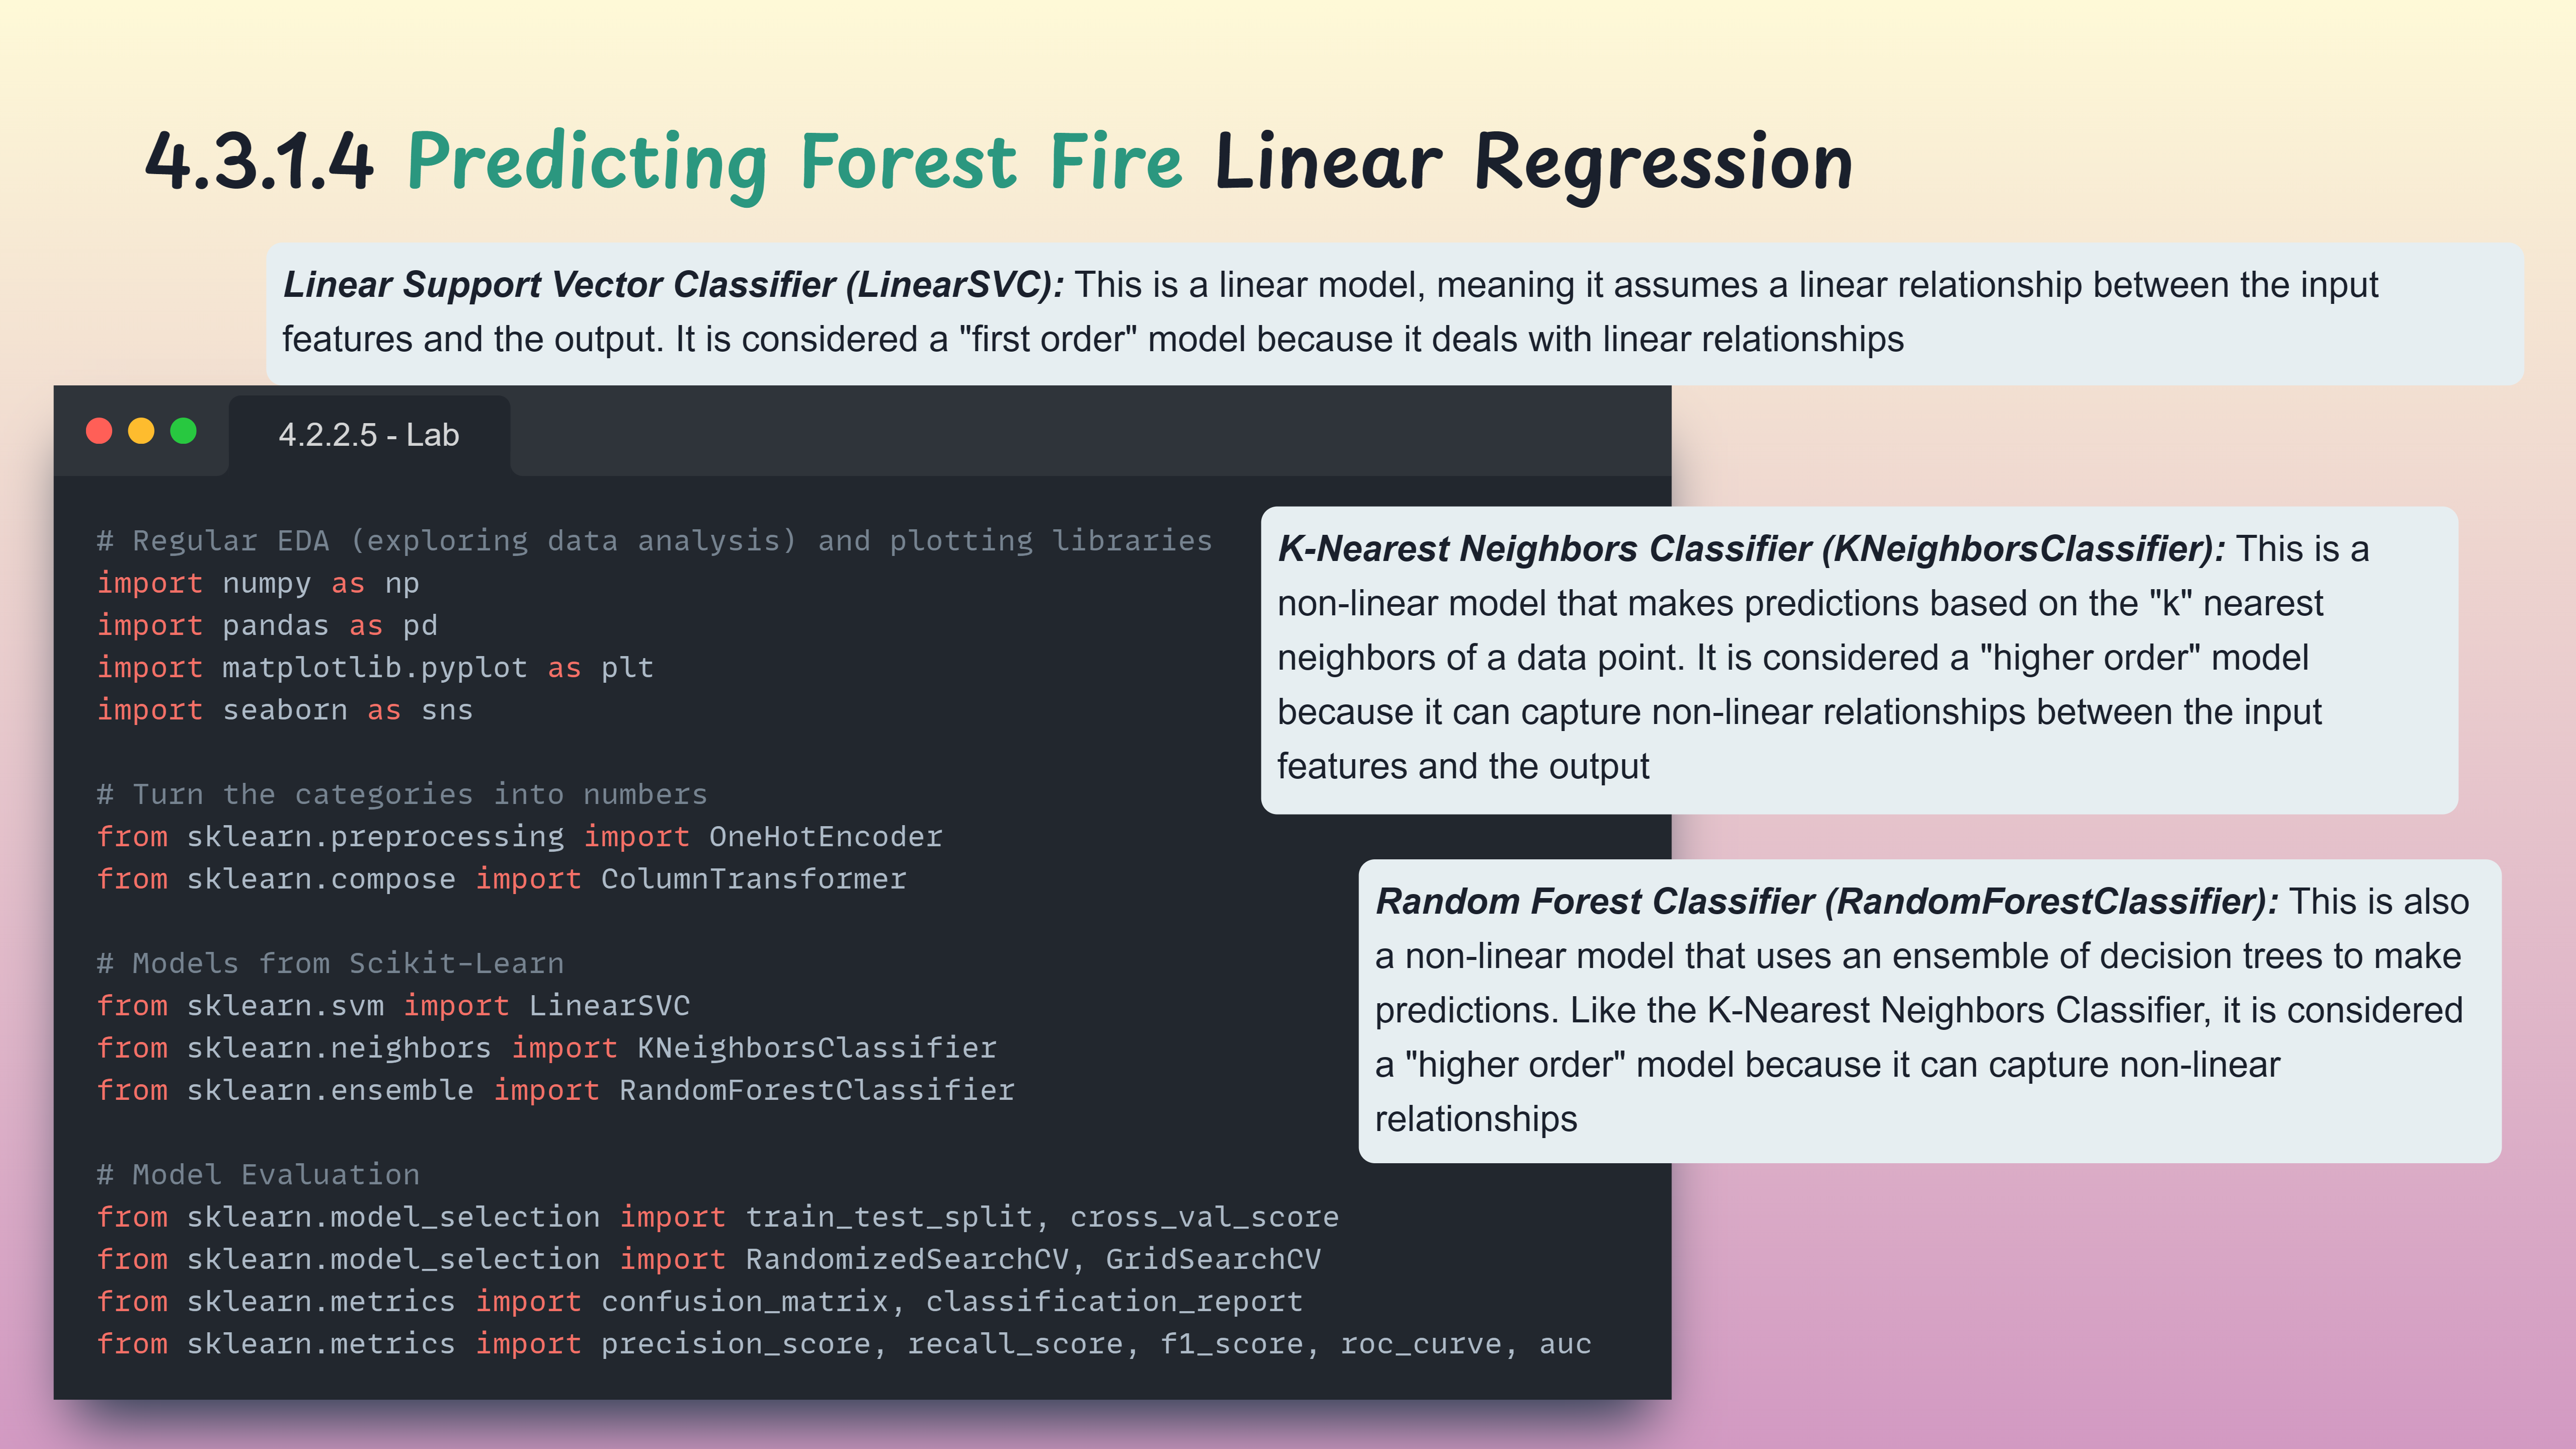 4.3.1.4 Predicting Forest Fire Linear Regression
Linear Support Vector Classifier (LinearSVC): This is a linear model, meaning it assumes a linear relationship between the input
features and the output. It is considered a "first order" model because it deals with linear relationships
4.2.2.5 - Lab
# Regular EDA (exploring data analysis) and plotting libraries
import numpy as np
import pandas as pd
import matplotlib.pyplot as plt
import seaborn as sns
# Turn the categories into numbers
from sklearn.preprocessing import OneHotEncoder
from sklearn.compose import ColumnTransformer
# Models from Scikit-Learn
from sklearn.svm import LinearSVC
from sklearn.neighbors import KNeighborsClassifier
from sklearn.ensemble import RandomForestClassifier
# Model Evaluation
from sklearn.model_selection import train_test_split, cross_val_score
from sklearn.model_selection import RandomizedSearchCV, GridSearchCV
from sklearn.metrics import confusion_matrix, classification_report
from sklearn.metrics import precision_score, recall_score, f1_score, roc_curve, auc
K-Nearest Neighbors Classifier (KNeighborsClassifier): This is a
non-linear model that makes predictions based on the "k" nearest
neighbors of a data point. It is considered a "higher order" model
because it can capture non-linear relationships between the input
features and the output
Random Forest Classifier (RandomForestClassifier): This is also
a non-linear model that uses an ensemble of decision trees to make
predictions. Like the K-Nearest Neighbors Classifier, it is considered
a "higher order" model because it can capture non-linear
relationships